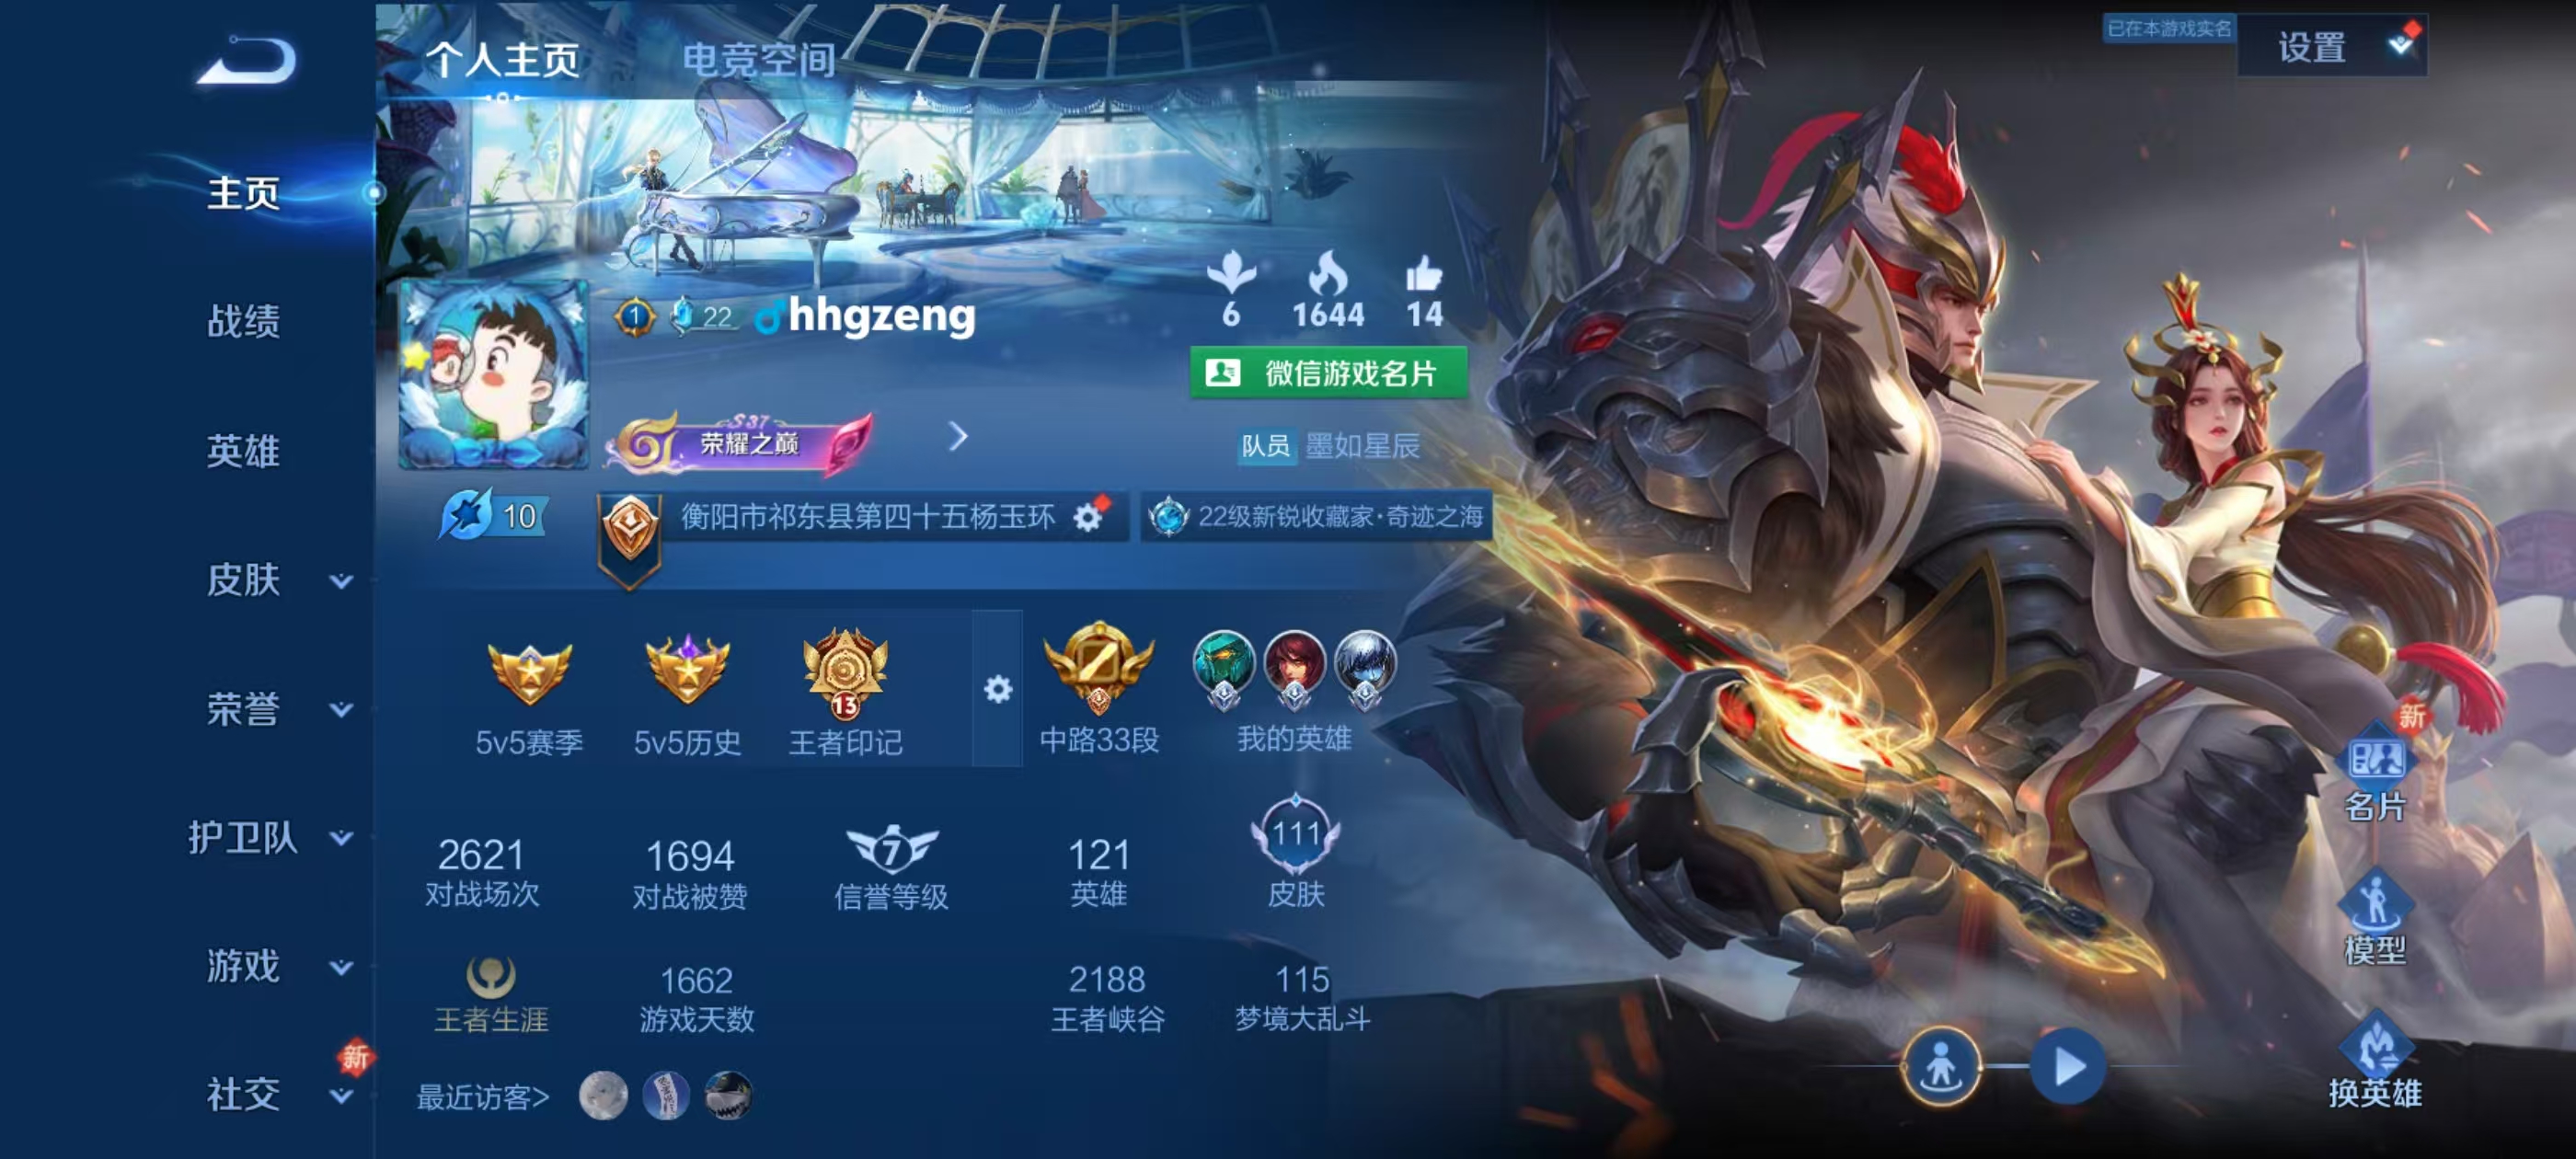 个人主页
电竞空间
已在本游戏实名
设置
主页
战绩
英雄
皮肤
荣誉
护卫队
游戏
新
社交
1
22
hhgzeng
6
1644
14
微信游戏名片
S37
荣耀之巅
队员 墨如星辰
10
衡阳市祁东县第四十五杨玉环
22级新锐收藏家·奇迹之海
13
5v5赛季
5v5历史
王者印记
中路33段
我的英雄
2621
对战场次
1694
对战被赞
7
信誉等级
121
英雄
111
皮肤
王者生涯
1662
游戏天数
2188
王者峡谷
115
梦境大乱斗
最近访客>
新
名片
模型
换英雄